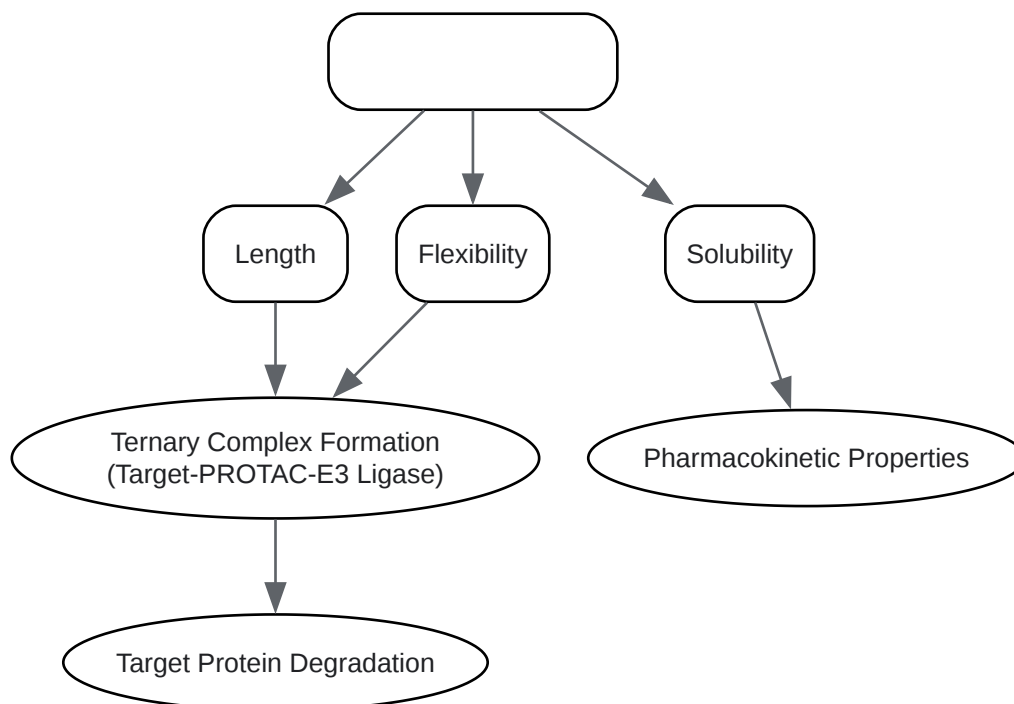 Length
Flexibility
Solubility
Ternary Complex Formation
(Target-PROTAC-E3 Ligase)
Pharmacokinetic Properties
Target Protein Degradation